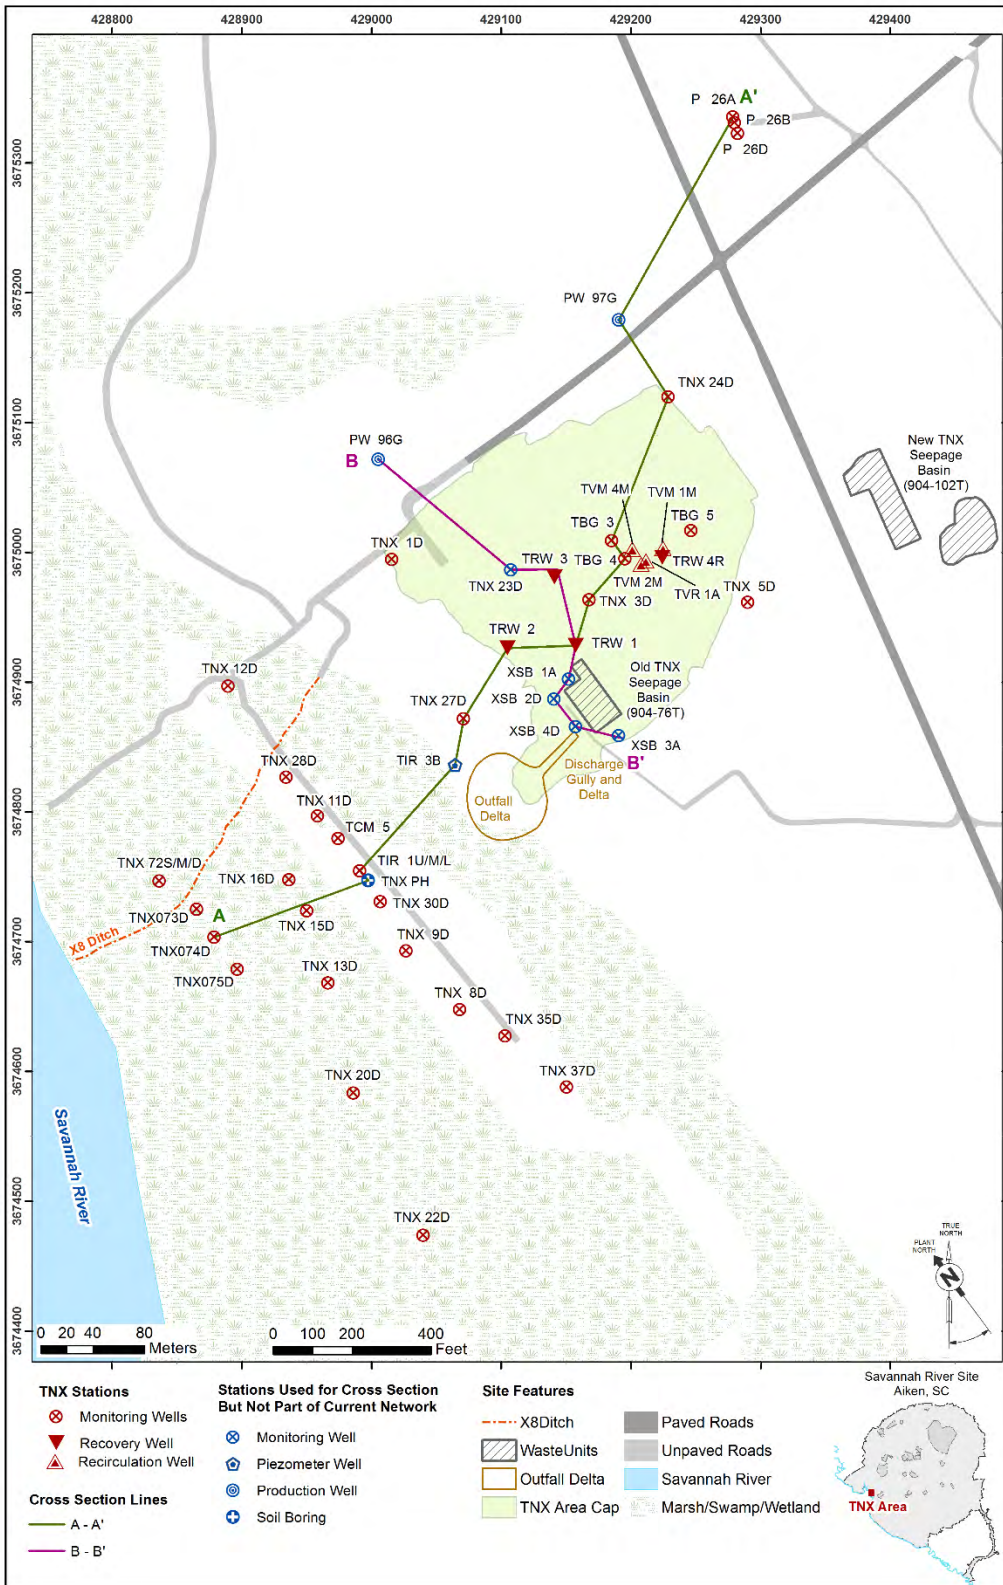 428800
428900
429000
429100
429200
429300
429400
3675300
3675200
3675100
3675000
3674900
3674800
3674700
3674600
3674500
3674400
P 26A
A'
P 26B
P 26D
PW 97G
TNX 24D
PW 96G
B
New TNX
Seepage
Basin
(904-102T)
TVM 4M
TVM 1M
TBG 3
TBG 5
TNX 1D
TRW 3
TBG 4
TRW 4R
TNX 23D
TVM 2M
TVR 1A
TNX 3D
TNX 5D
TRW 2
TRW 1
TNX 12D
XSB 1A
Old TNX
Seepage
Basin
(904-76T)
TNX 27D
XSB 2D
XSB 4D
XSB 3A
B'
TIR 3B
TNX 28D
Discharge
Gully and
Delta
Outfall
Delta
TNX 11D
TCM 5
TIR 1U/M/L
TNX 72S/M/D
TNX 16D
TNX PH
TNX 30D
TNX073D
A
TNX 15D
X8 Ditch
TNX074D
TNX 9D
TNX075D
TNX 13D
TNX 8D
TNX 35D
TNX 20D
TNX 37D
Savannah River
TNX 22D
TRUE
NORTH
PLANT
NORTH
N
0 20 40 80
Meters
0 100 200 400
Feet
TNX Stations
Monitoring Wells
Recovery Well
Recirculation Well
Cross Section Lines
A - A'
B - B'
Stations Used for Cross Section
But Not Part of Current Network
Monitoring Well
Piezometer Well
Production Well
Soil Boring
Site Features
X8Ditch
WasteUnits
Outfall Delta
TNX Area Cap
Paved Roads
Unpaved Roads
Savannah River
Marsh/Swamp/Wetland
Savannah River Site
Aiken, SC
TNX Area